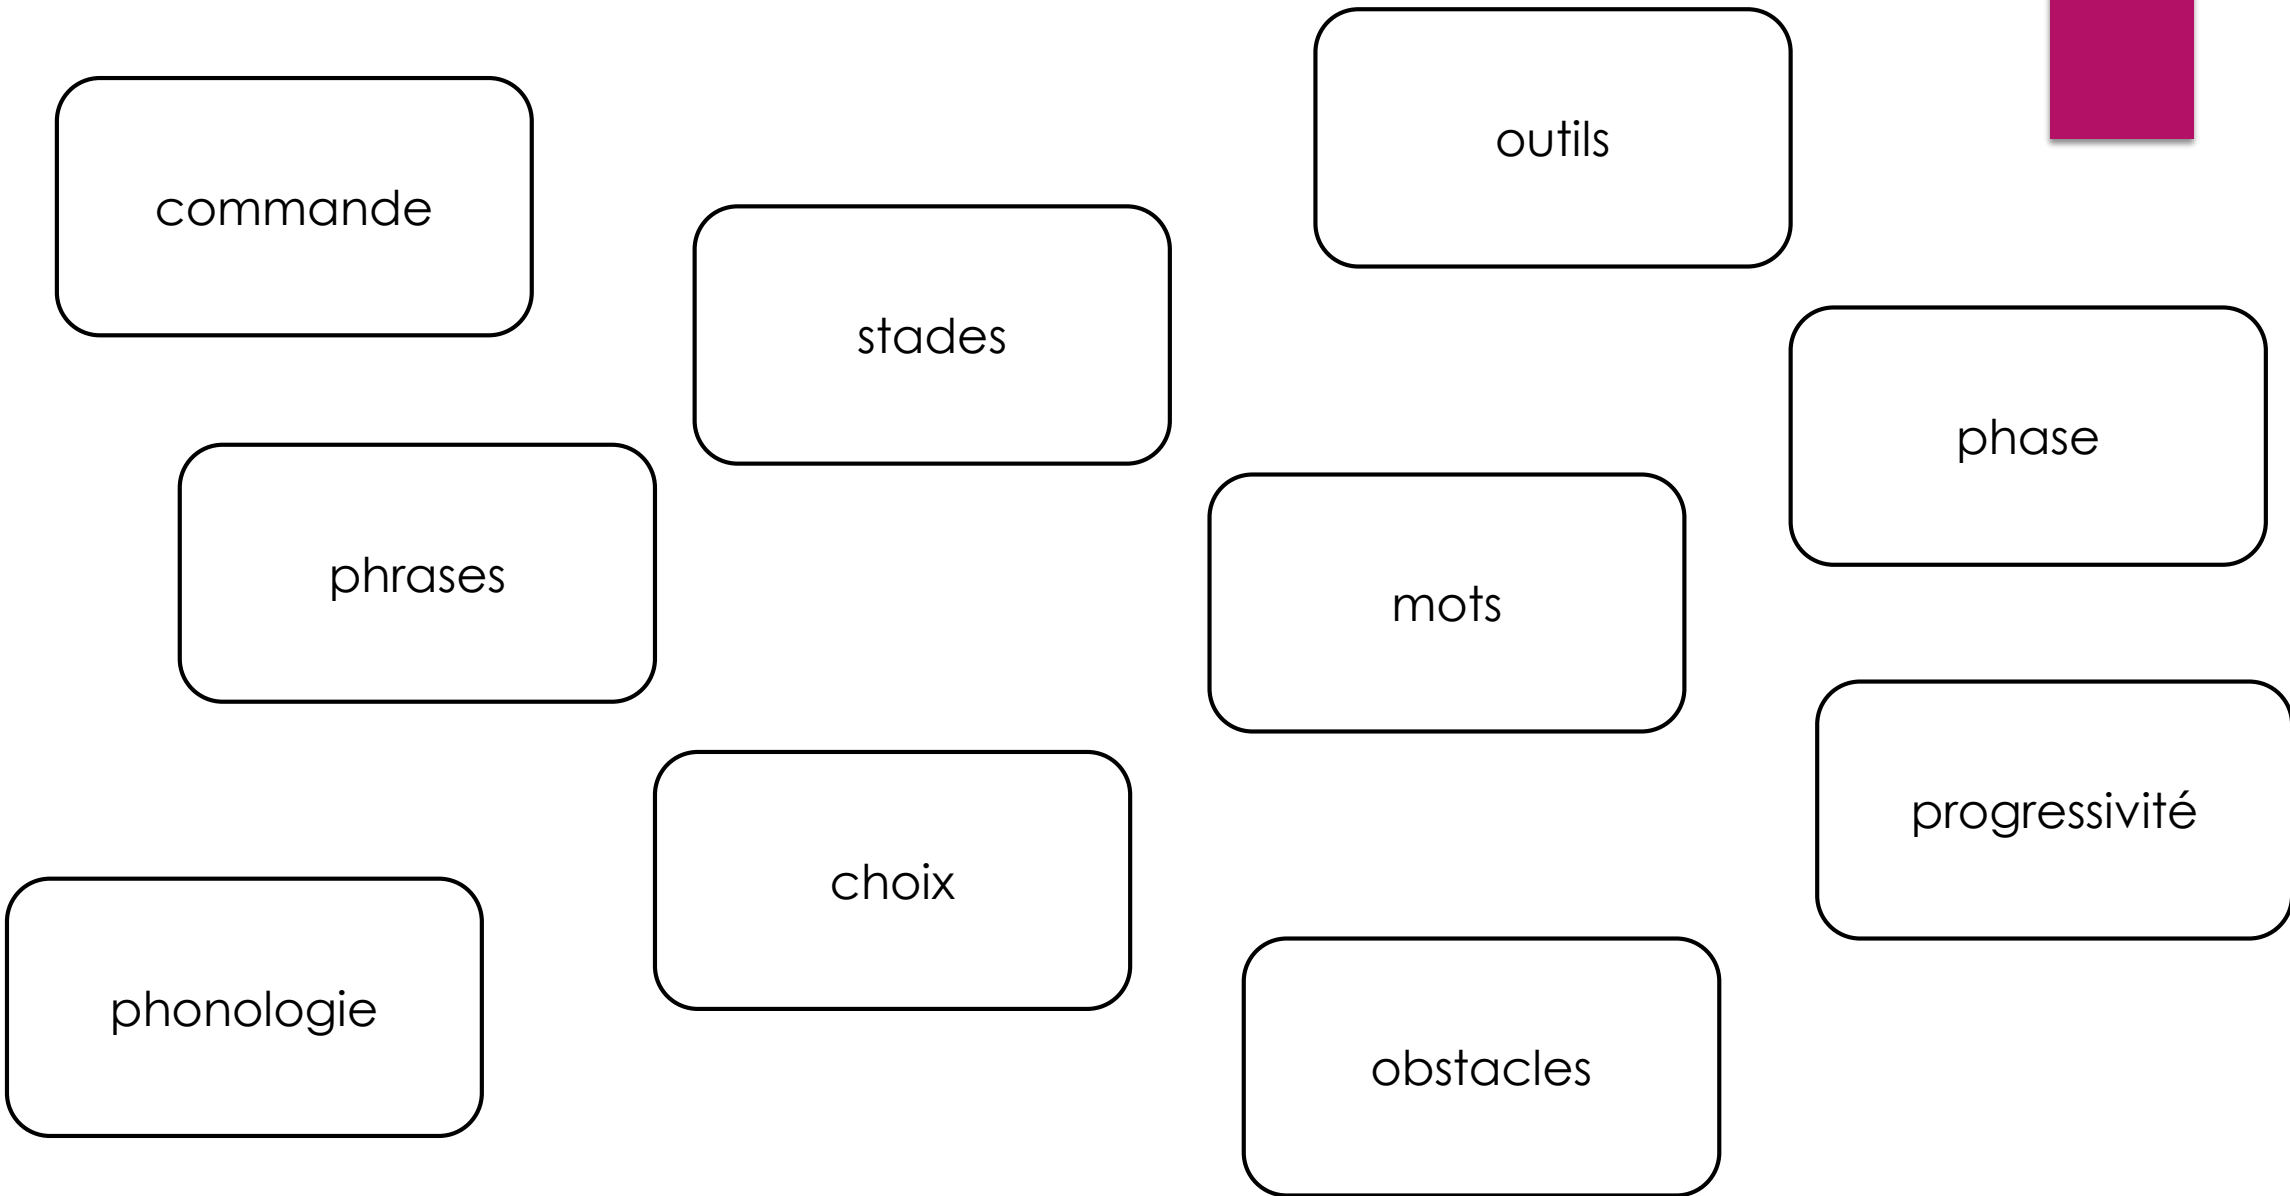 outils
commande
stades
phase
phrases
mots
progressivité
choix
phonologie
obstacles